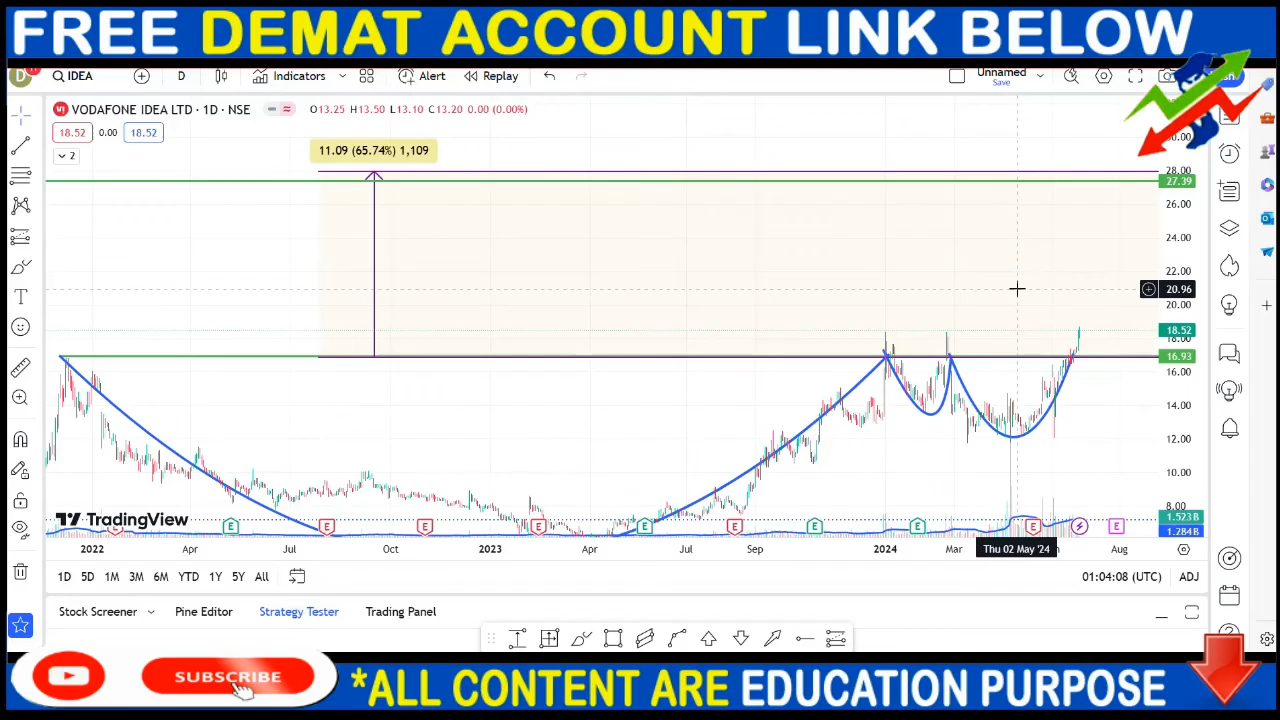 FREE DEMAT ACCOUNT LINK BELOW
D
IDEA
D
Indicators
Alert
Replay
Unnamed
Save
VODAFONE IDEA LTD · 1D · NSE
O13.25 H13.50 L13.10 C13.20 0.00 (0.00%)
18.52 0.00 18.52
2
11.09 (65.74%) 1,109
30.00
28.00
27.39
26.00
24.00
22.00
20.96
20.00
18.52
18.00
16.93
16.00
14.00
12.00
10.00
8.00
1.523B
1.284B
TradingView
E E E E E E E E E E E
2022 Apr Jul Oct 2023 Apr Jul Sep 2024 Mar Thu 02 May '24 Aug
1D 5D 1M 3M 6M YTD 1Y 5Y All
01:04:08 (UTC) ADJ
Stock Screener Pine Editor Strategy Tester Trading Panel
SUBSCRIBE
*ALL CONTENT ARE EDUCATION PURPOSE